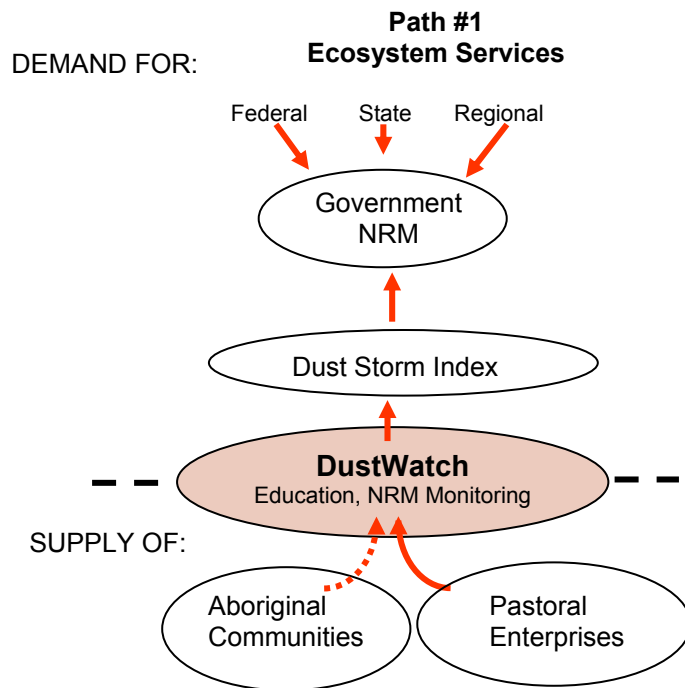 Path #1
Ecosystem Services
DEMAND FOR:
Federal State Regional
Government
NRM
Dust Storm Index
DustWatch
Education, NRM Monitoring
SUPPLY OF:
Aboriginal
Communities
Pastoral
Enterprises